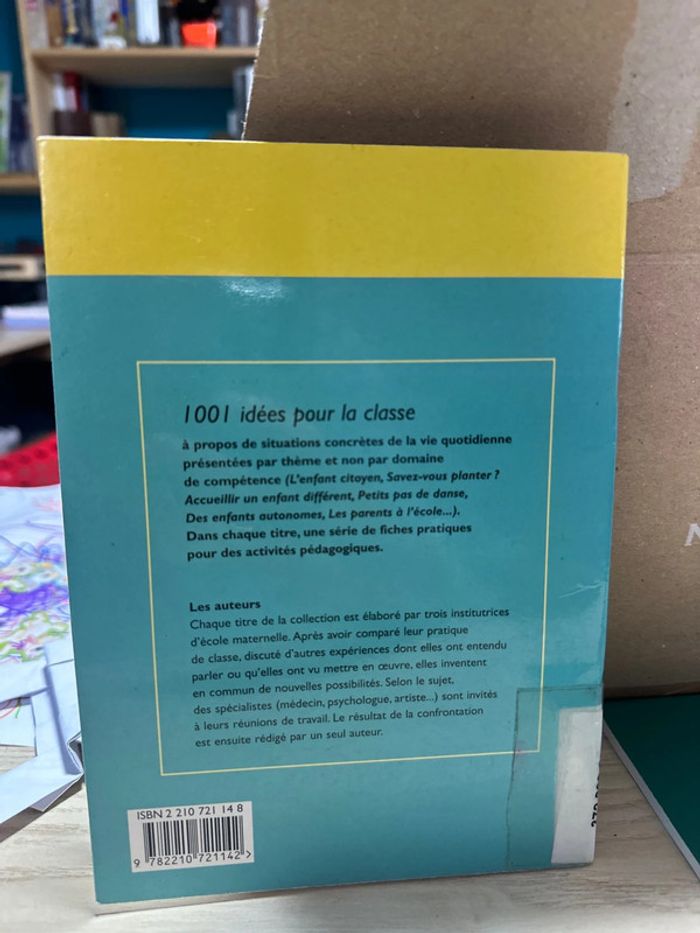 1001 idées pour la classe
à propos de situations concrètes de la vie quotidienne
présentées par thème et non par domaine
de compétence (L'enfant citoyen, Savez-vous planter ?
Accueillir un enfant différent, Petits pas de danse,
Des enfants autonomes, Les parents à l'école...).
Dans chaque titre, une série de fiches pratiques
pour des activités pédagogiques.
Les auteurs
Chaque titre de la collection est élaboré par trois institutrices
d'école maternelle. Après avoir comparé leur pratique
de classe, discuté d'autres expériences dont elles ont entendu
parler ou qu'elles ont vu mettre en œuvre, elles inventent
en commun de nouvelles possibilités. Selon le sujet,
des spécialistes (médecin, psychologue, artiste...) sont invités
à leurs réunions de travail. Le résultat de la confrontation
est ensuite rédigé par un seul auteur.
ISBN 2 210 721 14 8
9 782210 721142